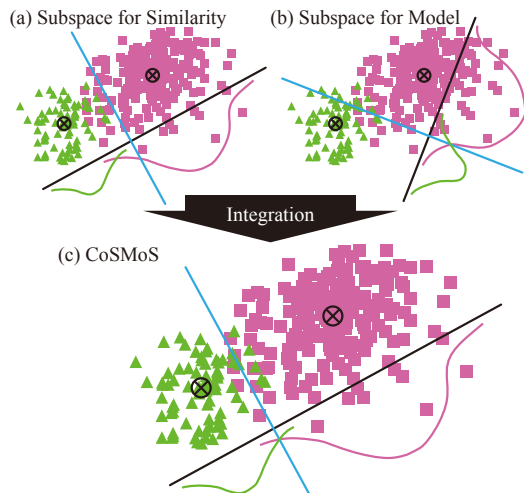 (a) Subspace for Similarity
(b) Subspace for Model
Integration
(c) CoSMoS